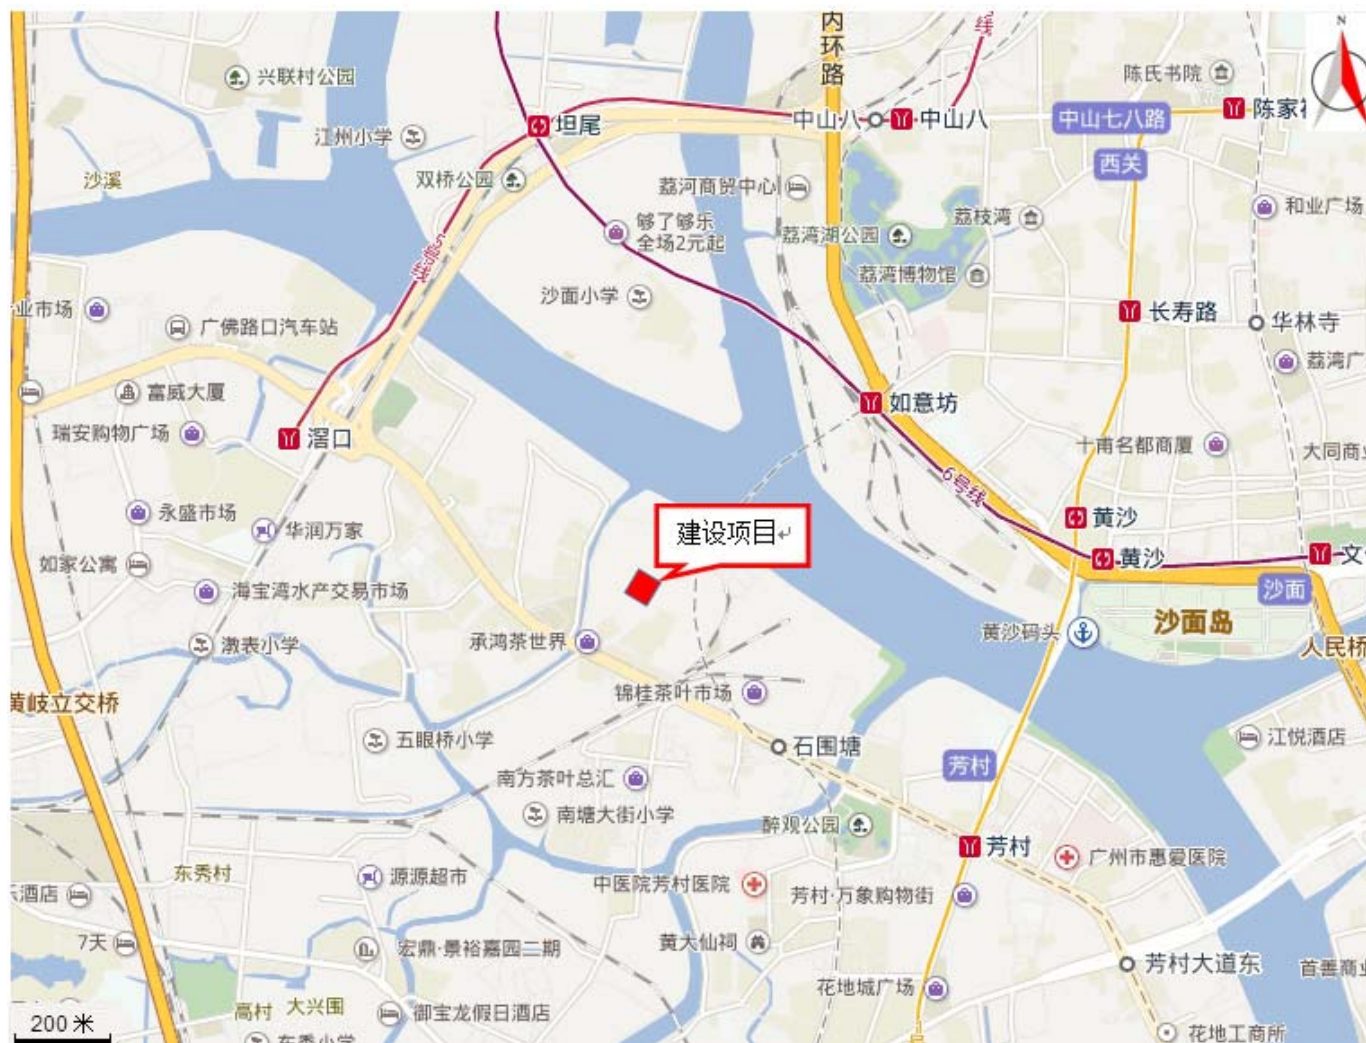 内环路
号线
N
兴联村公园
陈氏书院
江州小学
坦尾
中山八
中山八
中山七八路
陈家祠
沙溪
双桥公园
荔河商贸中心
西关
够了够乐
全场2元起
荔湾湖公园
荔枝湾
和业广场
5号线
荔湾博物馆
沙面小学
业市场
广佛路口汽车站
长寿路
华林寺
荔湾广
富威大厦
如意坊
瑞安购物广场
滘口
十甫名都商厦
大同商业
6号线
永盛市场
华润万家
建设项目
黄沙
黄沙
文
如家公寓
海宝湾水产交易市场
沙面
沙面岛
黄沙码头
漖表小学
承鸿茶世界
人民桥
锦桂茶叶市场
黄岐立交桥
五眼桥小学
石围塘
江悦酒店
芳村
南方茶叶总汇
南塘大街小学
醉观公园
芳村
广州市惠爱医院
东秀村
源源超市
中医院芳村医院
芳村·万象购物街
乐酒店
7天
宏鼎·景裕嘉园二期
黄大仙祠
芳村大道东
首善商业
花地城广场
高村
大兴围
御宝龙假日酒店
200 米
东秀小学
花地工商所